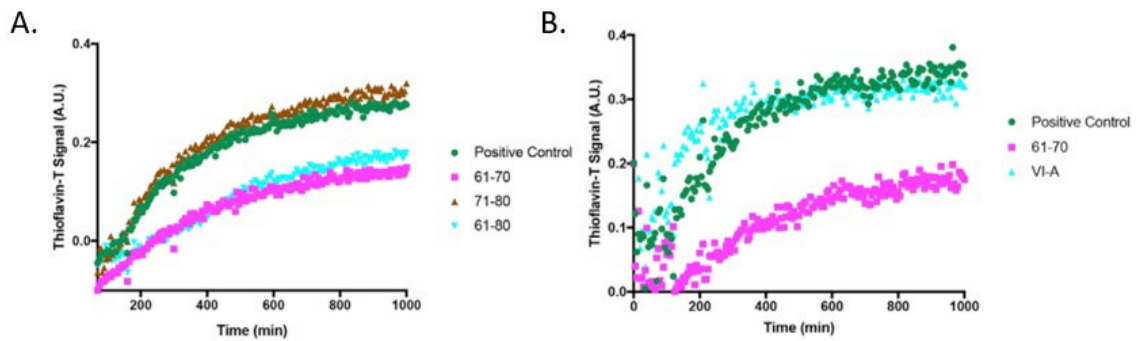 A.
B.
Thioflavin-T Signal (A.U.)
0.4
0.2
0.0
200
400
600
800
1000
Time (min)
Positive Control
61-70
71-80
61-80
Thioflavin-T Signal (A.U.)
0.4
0.3
0.2
0.1
0.0
0
200
400
600
800
1000
Time (min)
Positive Control
61-70
VI-A